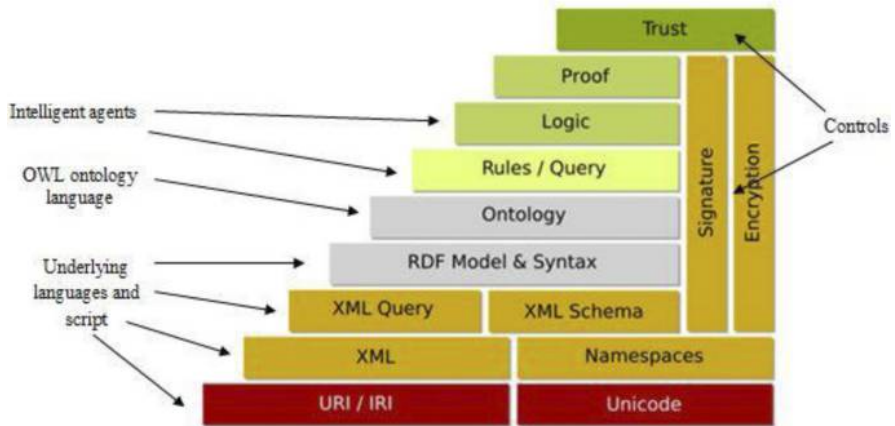 Trust
Proof
Intelligent agents
Logic
Controls
Rules / Query
OWL ontology
language
Ontology
Signature
Encryption
Underlying
languages and
script
RDF Model & Syntax
XML Query
XML Schema
XML
Namespaces
URI / IRI
Unicode